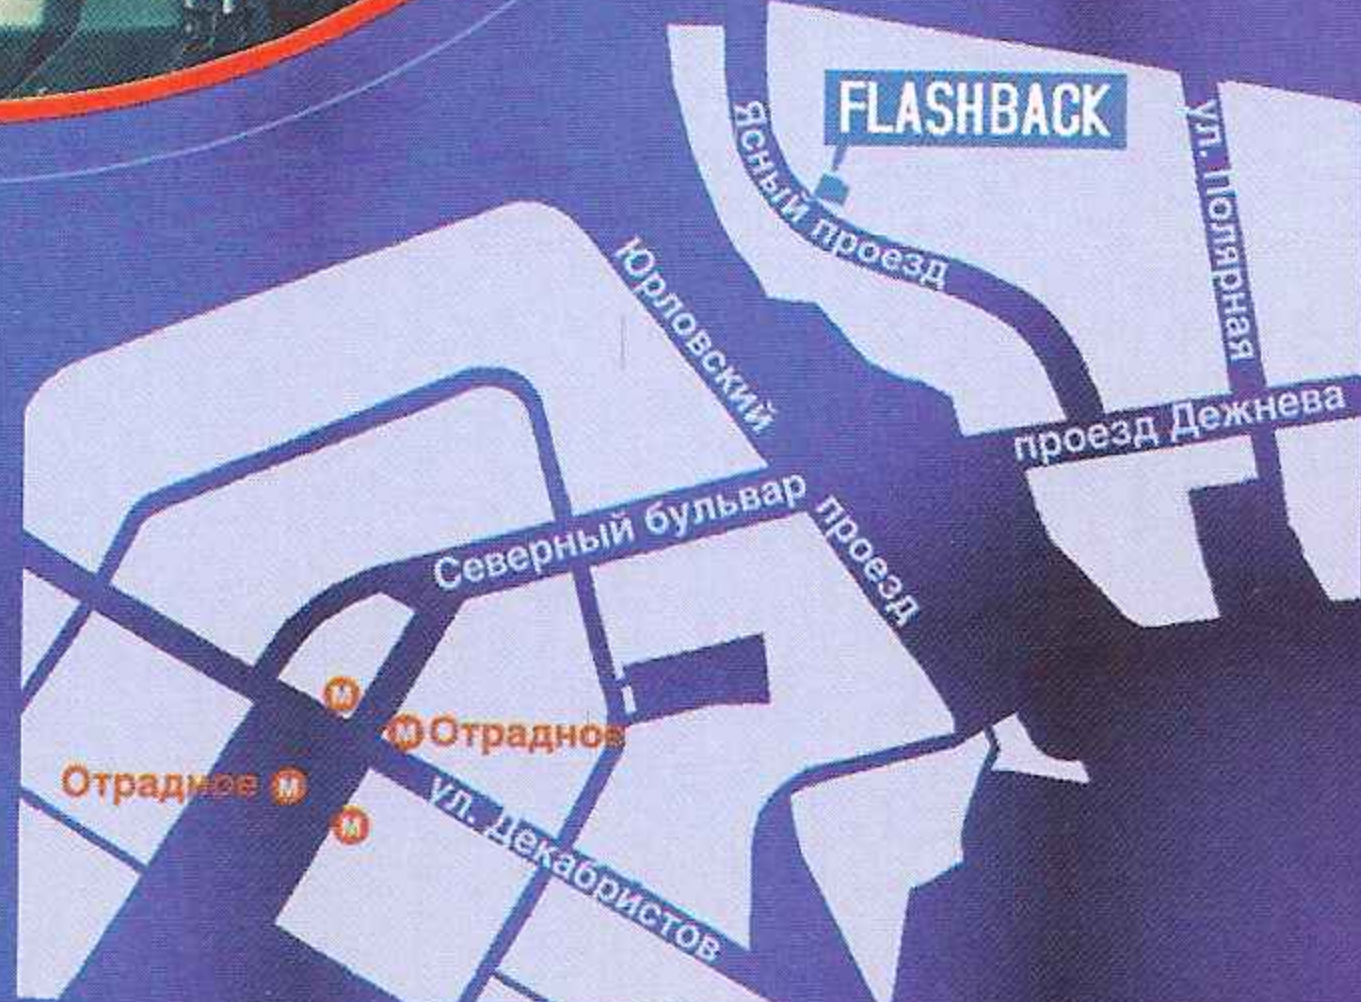 FLASHBACK
Ясный проезд
ул. Полярная
Юрловский
проезд
проезд Дежнева
Северный бульвар
М
М Отрадное
Отрадное М
М
ул. Декабристов